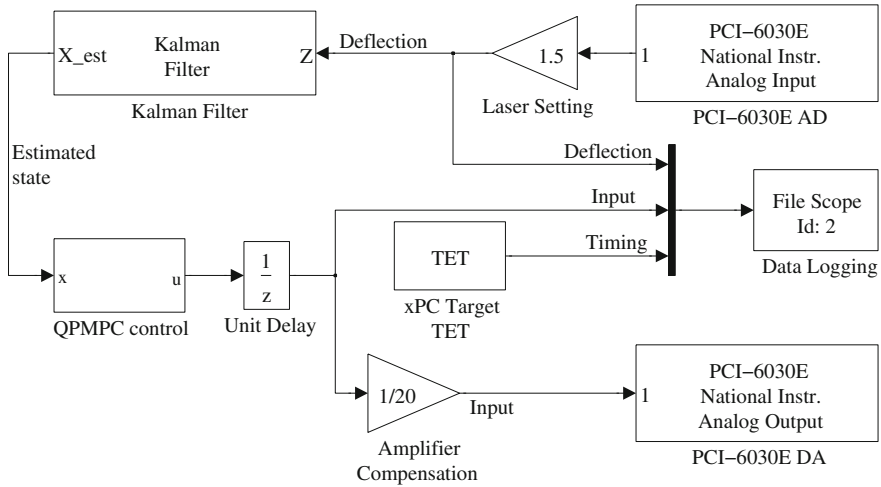 X_est
Kalman
Filter
Z
Kalman Filter
Deflection
1.5
Laser Setting
1
PCI−6030E
National Instr.
Analog Input
PCI−6030E AD
Estimated
state
Deflection
Input
Timing
File Scope
Id: 2
Data Logging
x
u
QPMPC control
1
z
Unit Delay
TET
xPC Target
TET
1/20
Amplifier
Compensation
Input
1
PCI−6030E
National Instr.
Analog Output
PCI−6030E DA